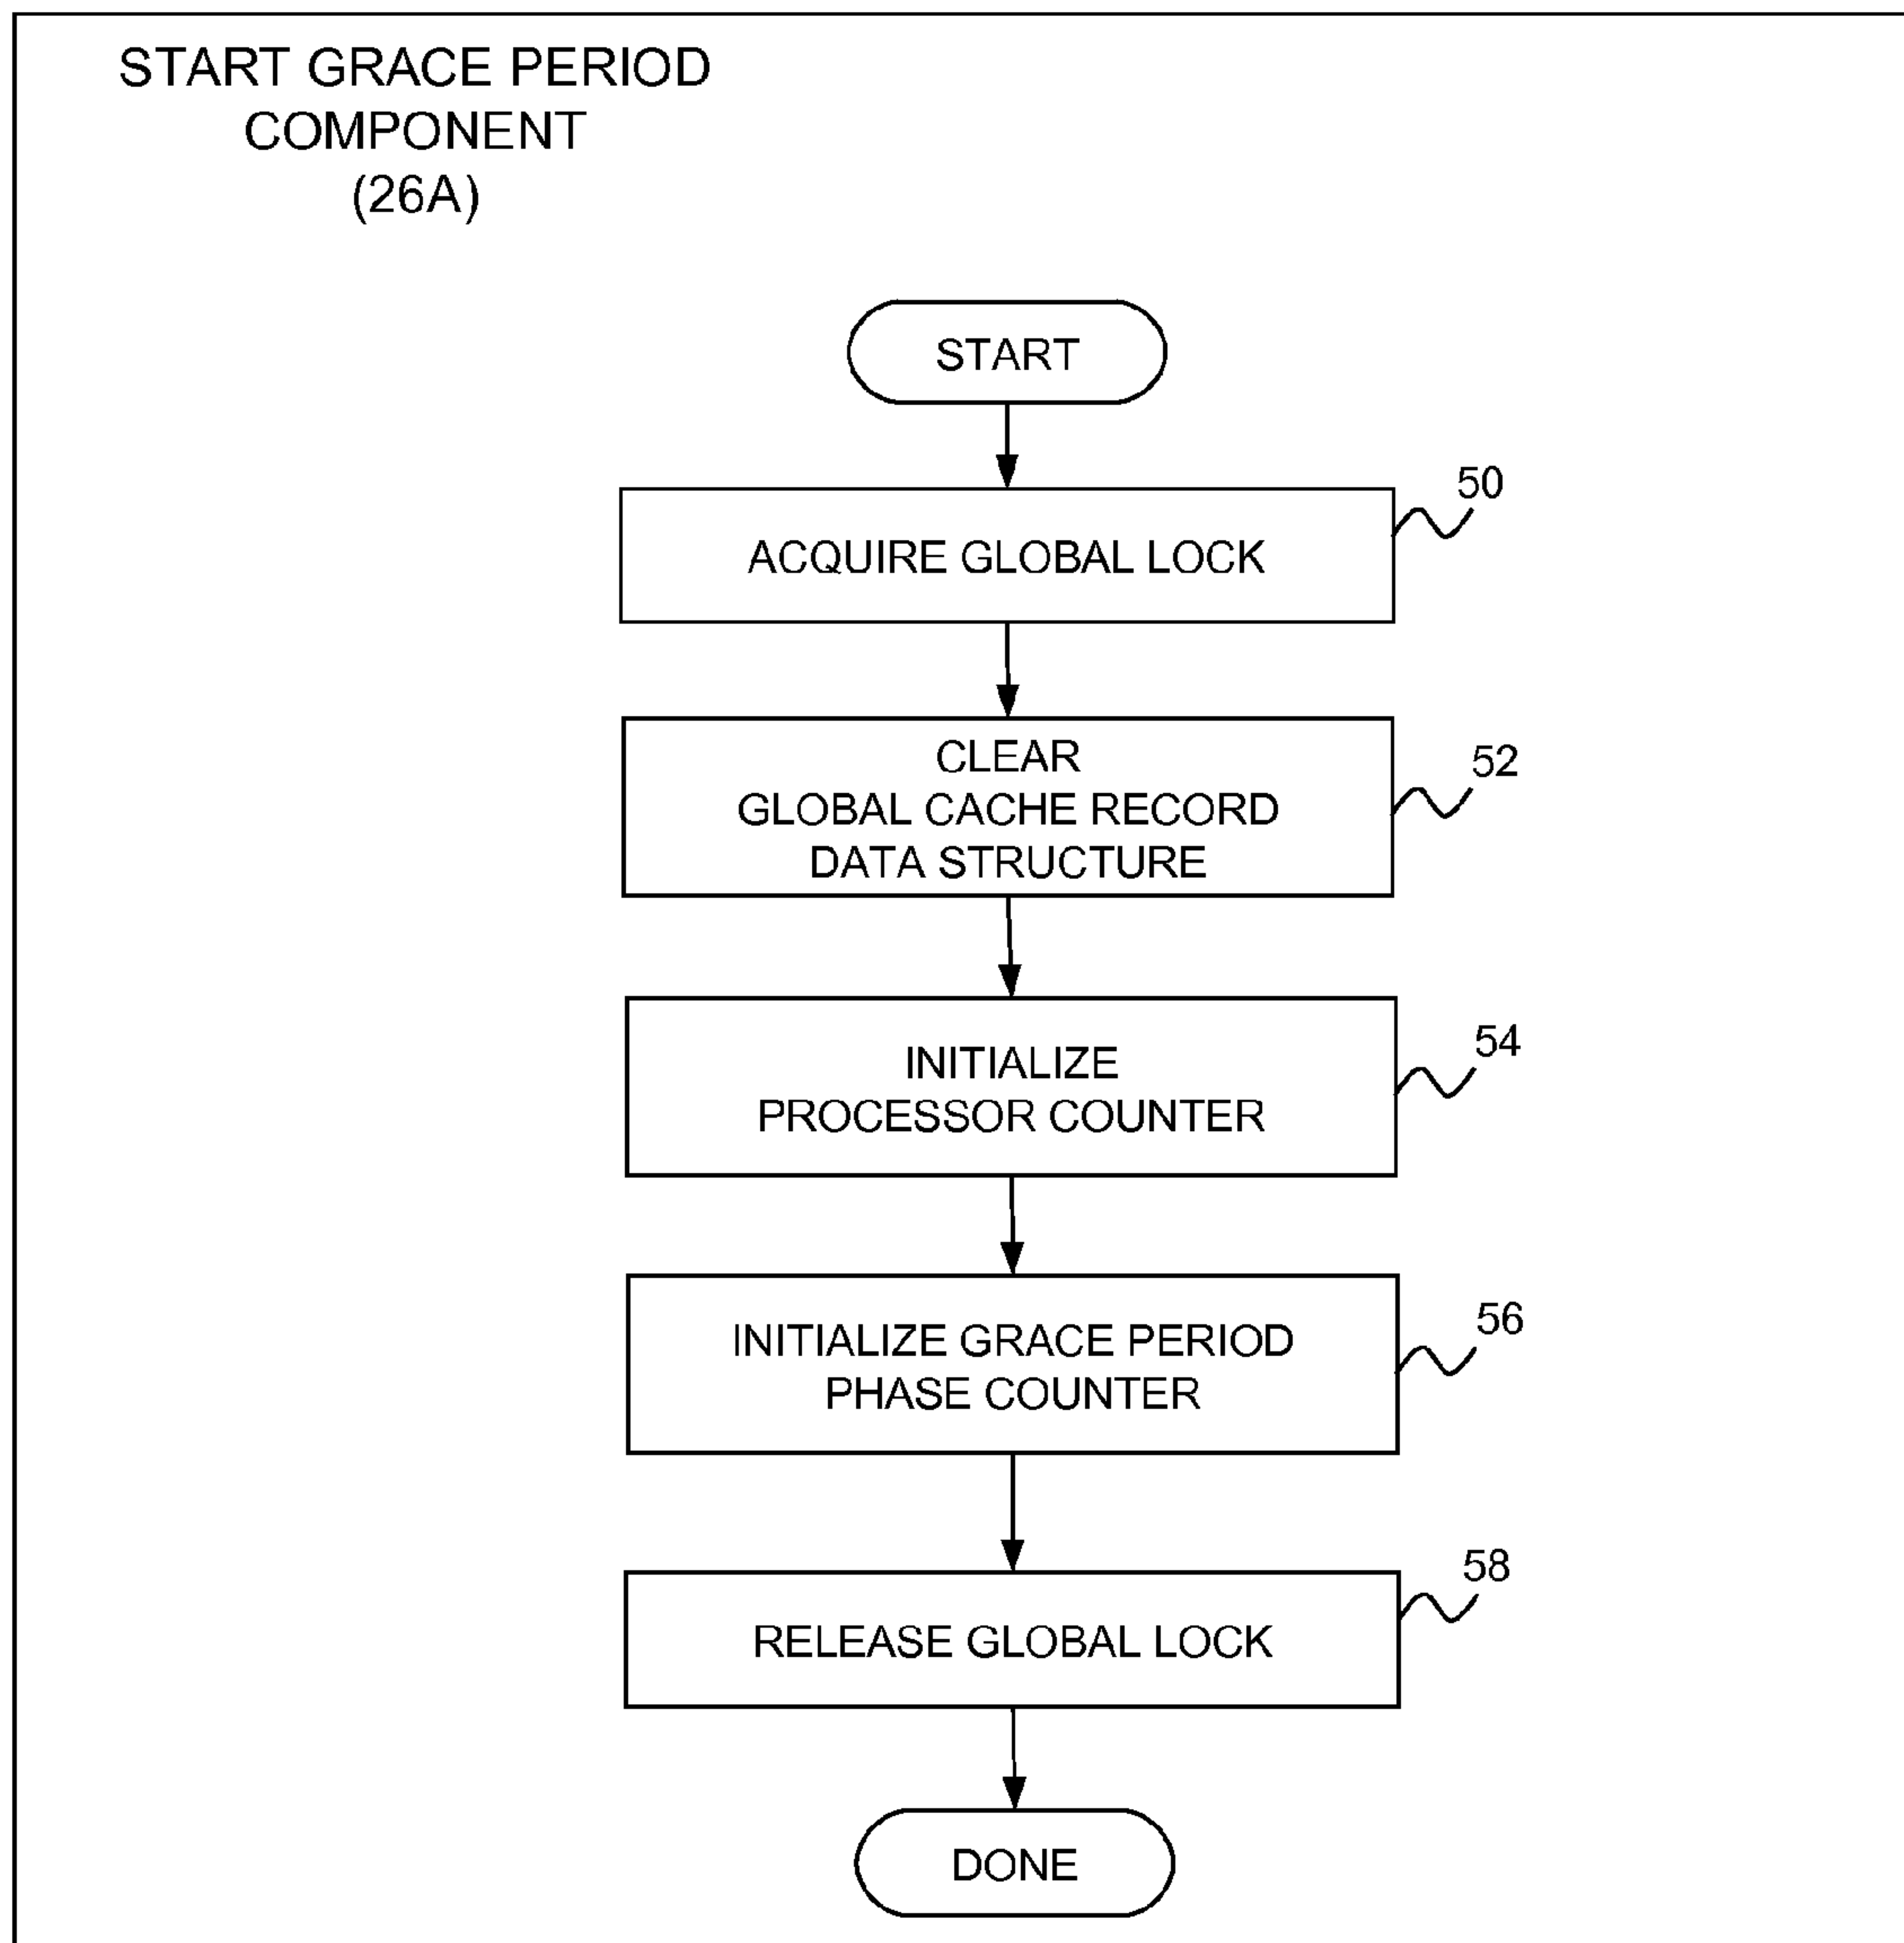 START GRACE PERIOD
COMPONENT
(26A)
START
50
ACQUIRE GLOBAL LOCK
52
CLEAR
GLOBAL CACHE RECORD
DATA STRUCTURE
54
INITIALIZE
PROCESSOR COUNTER
56
INITIALIZE GRACE PERIOD
PHASE COUNTER
58
RELEASE GLOBAL LOCK
DONE